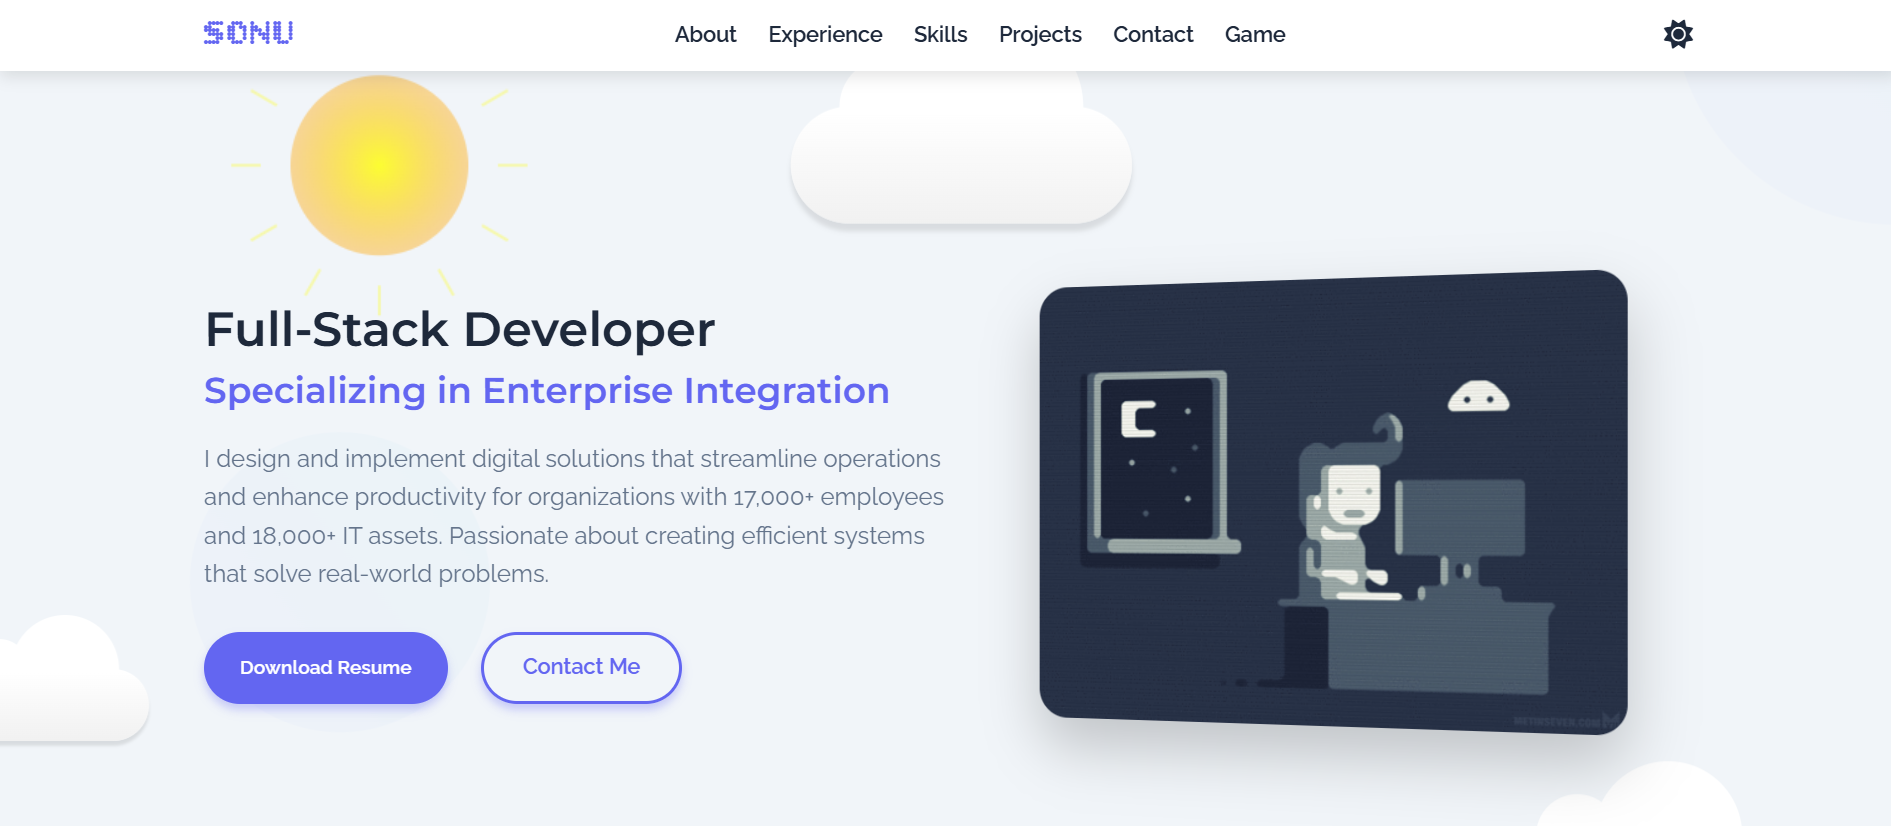 SONU
About Experience Skills Projects Contact Game
Full-Stack Developer
Specializing in Enterprise Integration
I design and implement digital solutions that streamline operations
and enhance productivity for organizations with 17,000+ employees
and 18,000+ IT assets. Passionate about creating efficient systems
that solve real-world problems.
Download Resume Contact Me